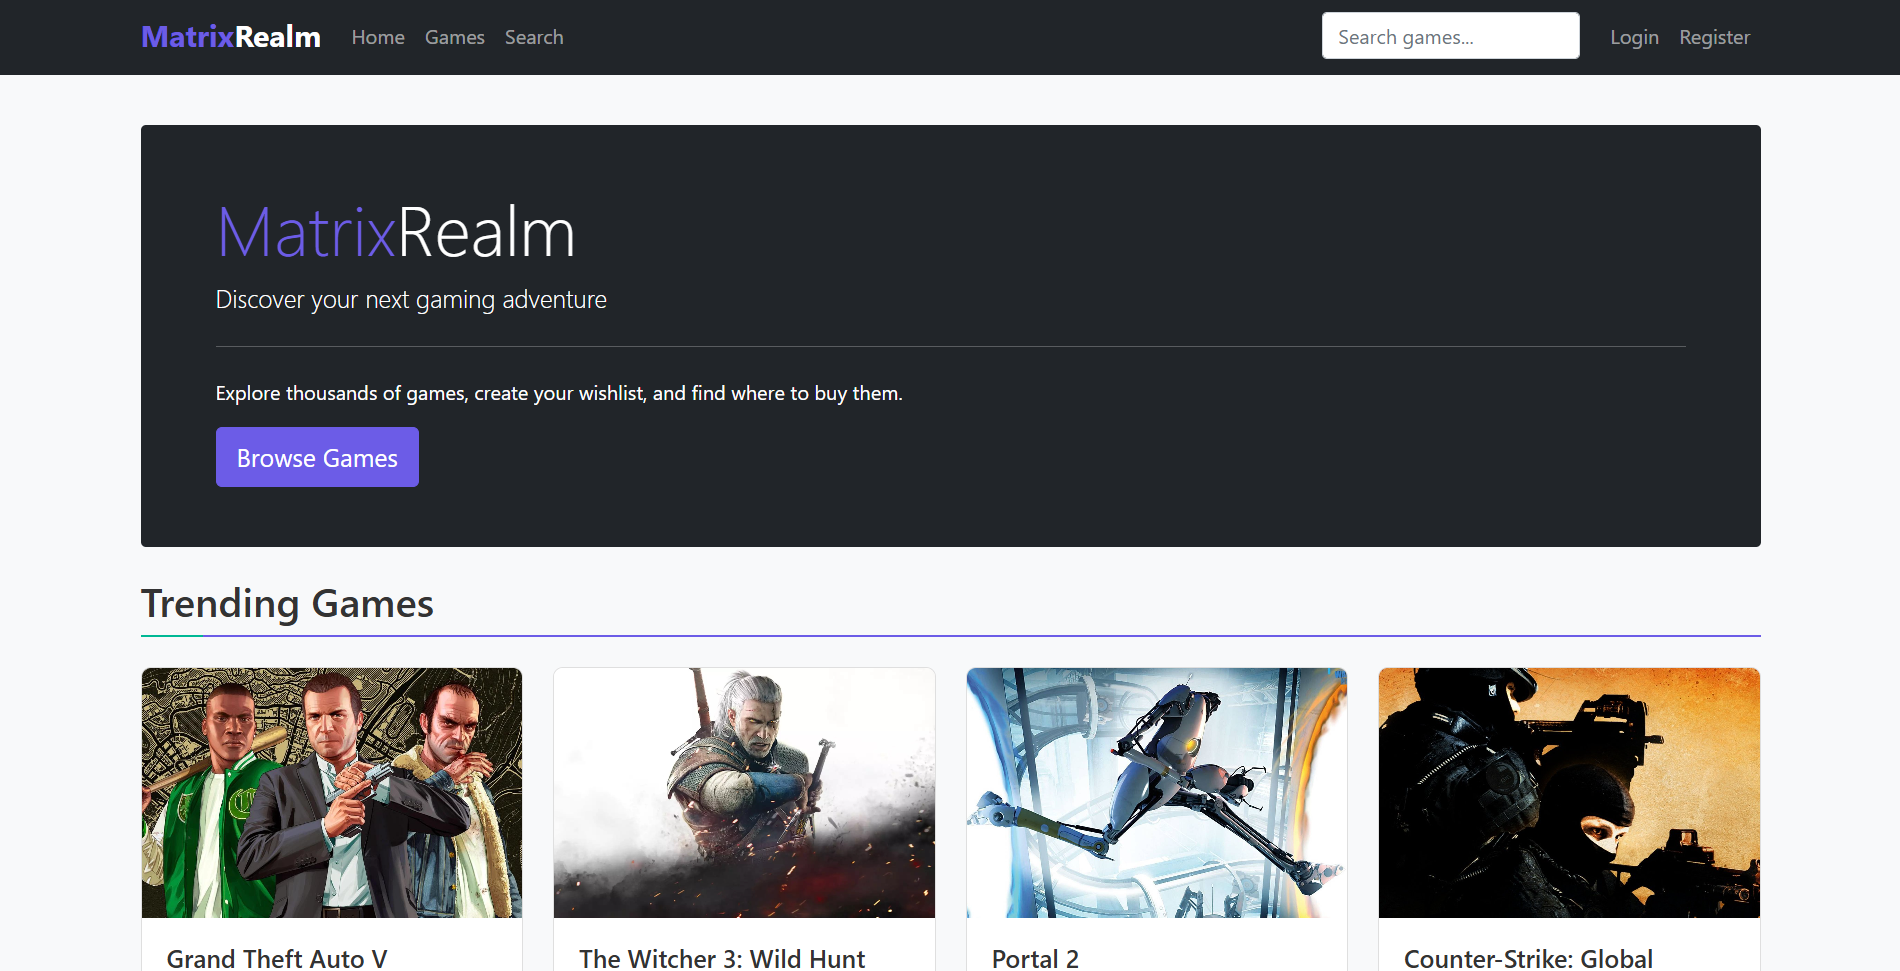 MatrixRealm Home Games Search Search games... Login Register
MatrixRealm
Discover your next gaming adventure
Explore thousands of games, create your wishlist, and find where to buy them.
Browse Games
Trending Games
Grand Theft Auto V
The Witcher 3: Wild Hunt
Portal 2
Counter-Strike: Global